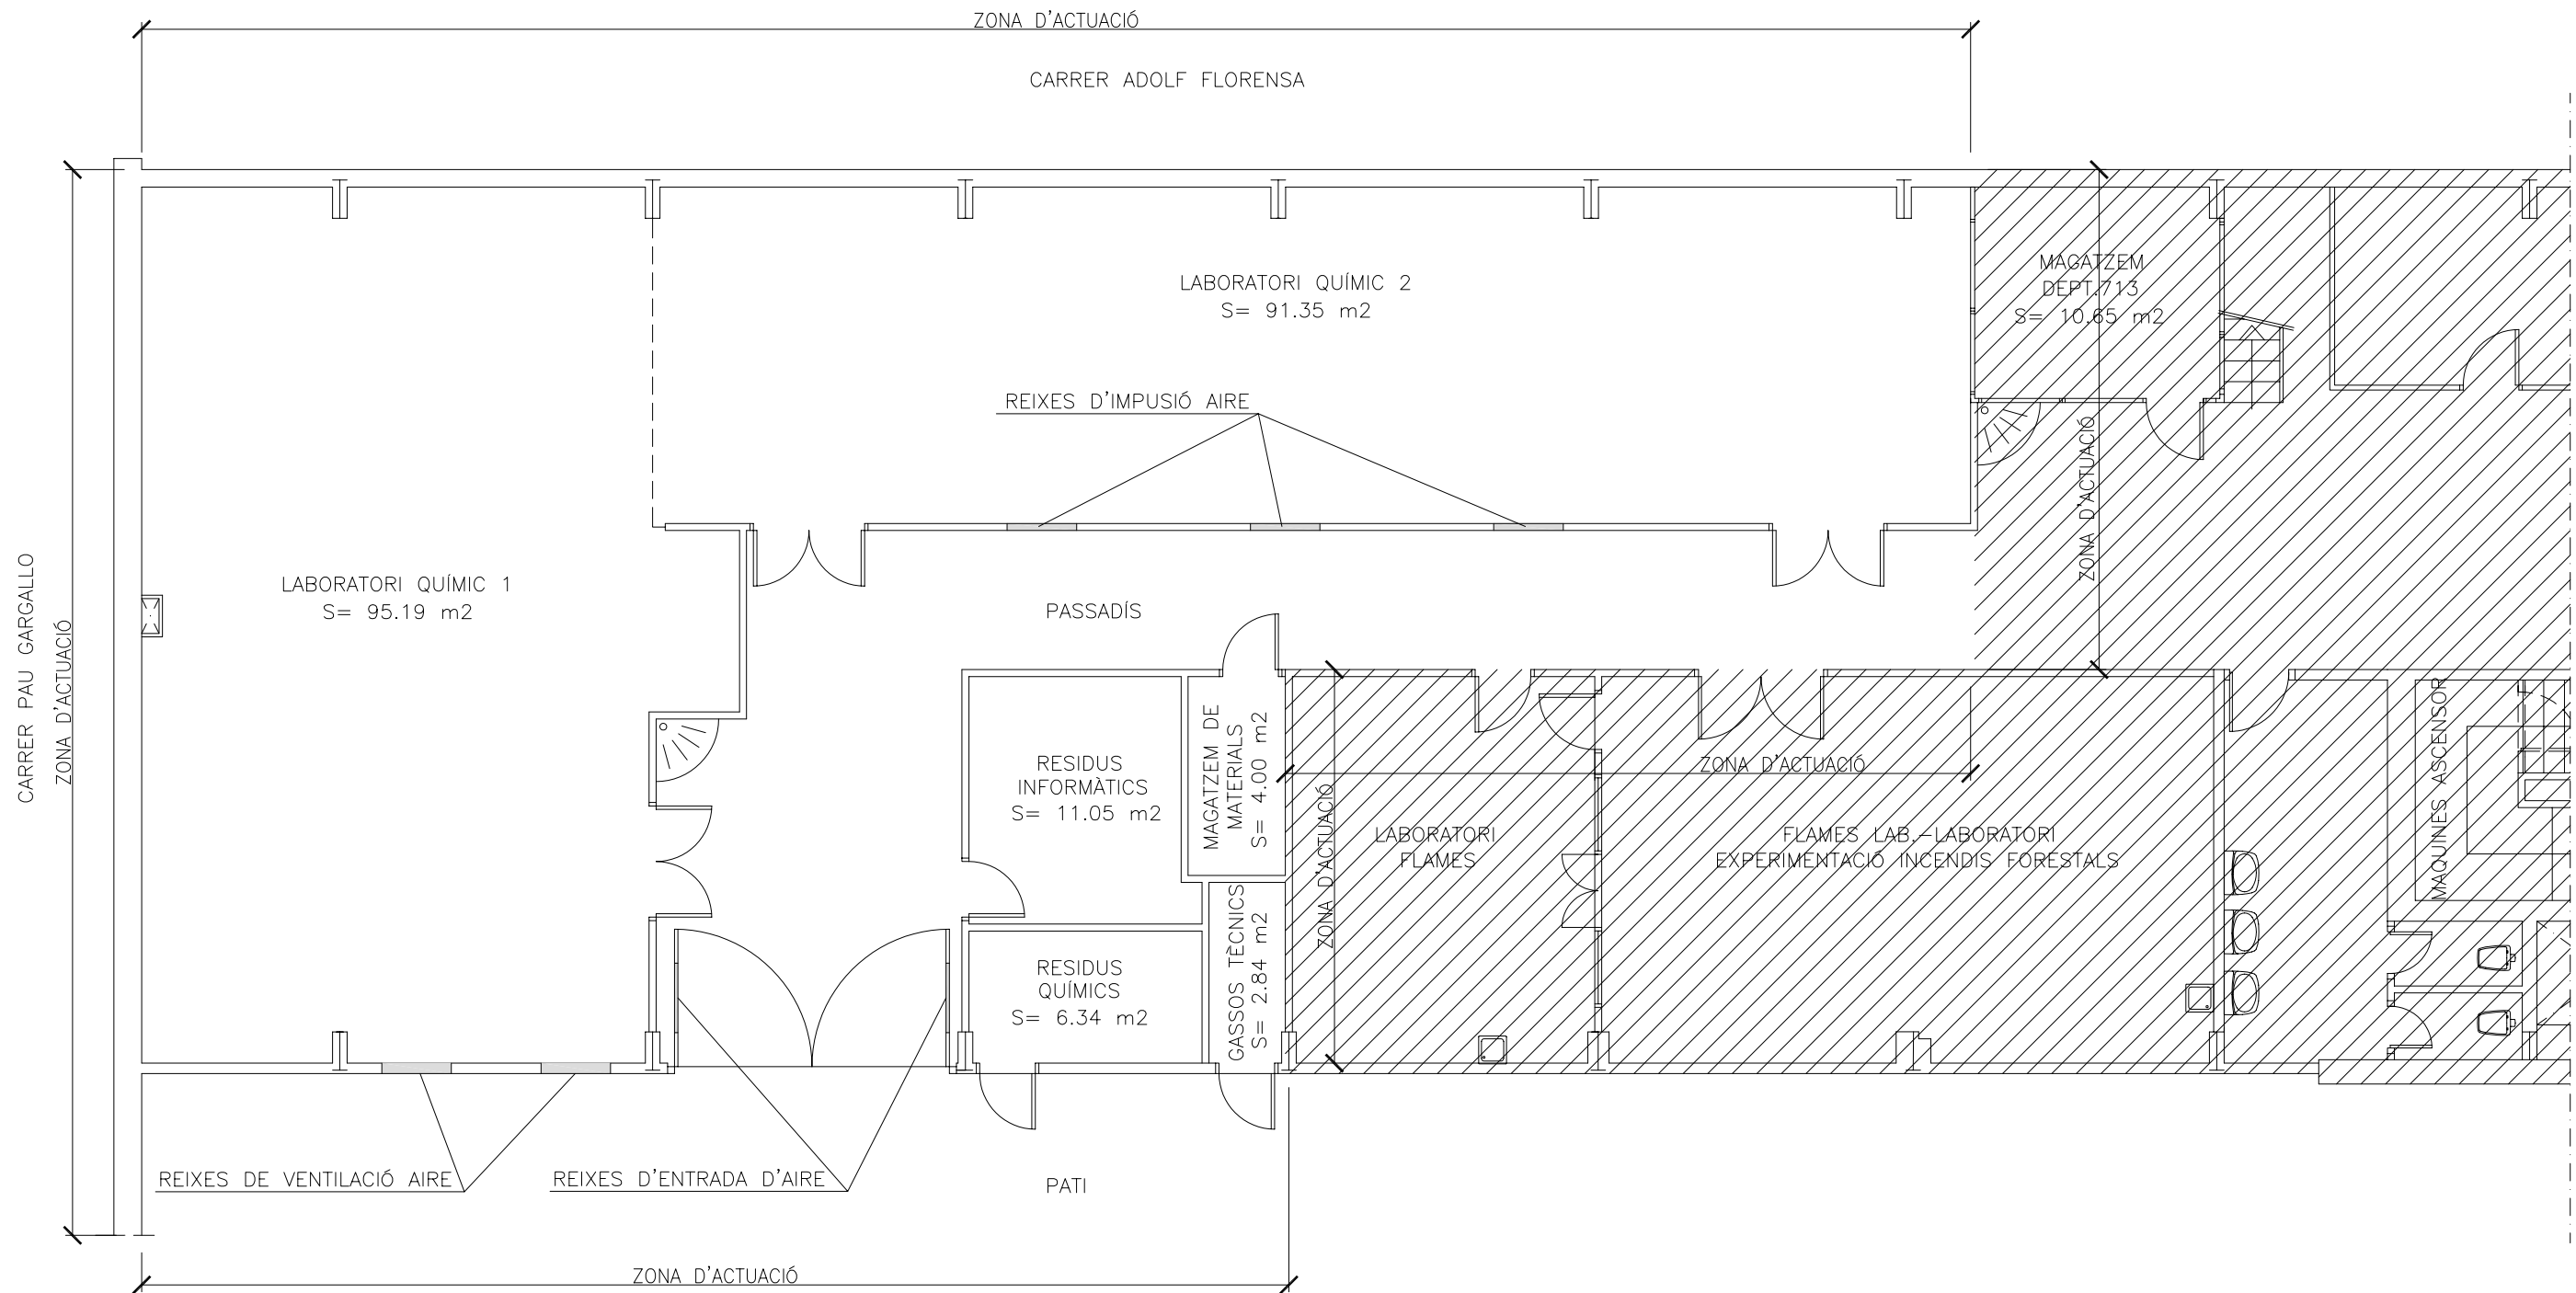 ZONA D'ACTUACIÓ
CARRER ADOLF FLORENSA
MAGATZEM
DEPT.713
S= 10.65 m2
LABORATORI QUÍMIC 2
S= 91.35 m2
REIXES D'IMPUSIÓ AIRE
ZONA D'ACTUACIÓ
CARRER PAU GARGALLO
ZONA D'ACTUACIÓ
LABORATORI QUÍMIC 1
S= 95.19 m2
PASSADÍS
RESIDUS
INFORMÀTICS
S= 11.05 m2
MAGATZEM DE
MATERIALS
S= 4.00 m2
ZONA D'ACTUACIÓ
ZONA D'ACTUACIÓ
LABORATORI
FLAMES
FLAMES LAB.-LABORATORI
EXPERIMENTACIÓ INCENDIS FORESTALS
MAQUINES ASCENSOR
RESIDUS
QUÍMICS
S= 6.34 m2
GASSOS TÈCNICS
S= 2.84 m2
REIXES DE VENTILACIÓ AIRE
REIXES D'ENTRADA D'AIRE
PATI
ZONA D'ACTUACIÓ